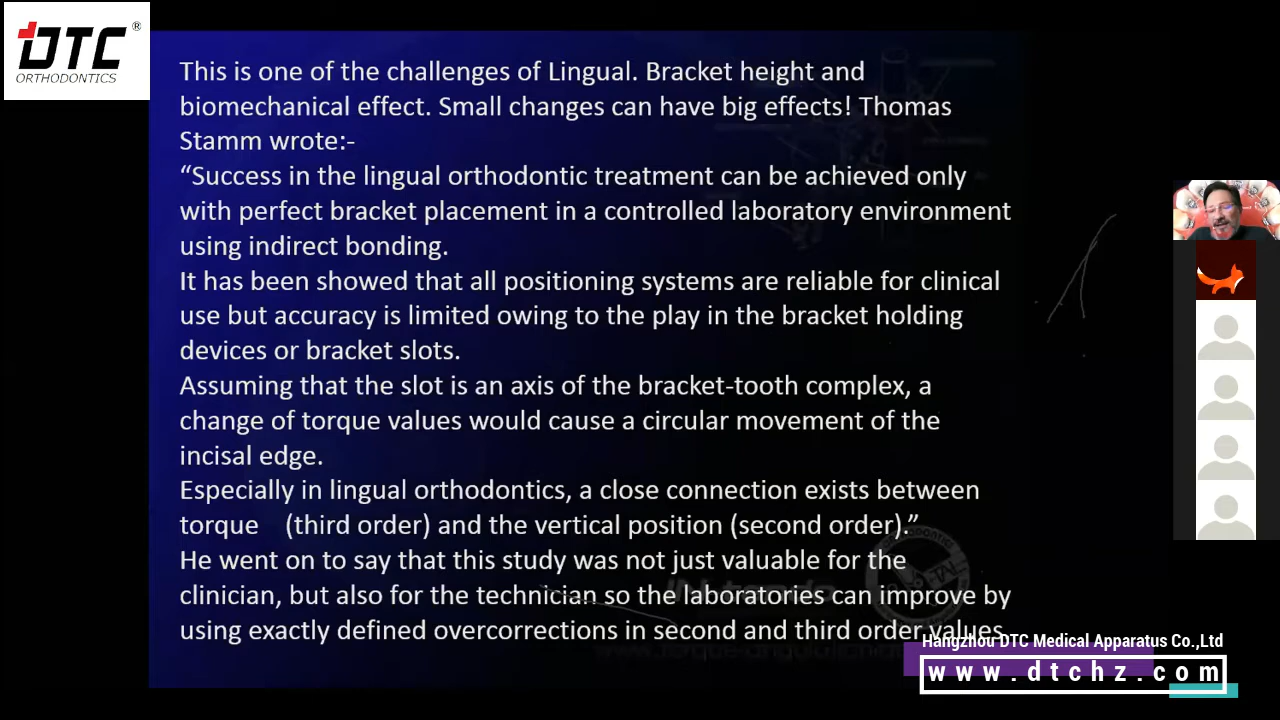 DTC®
ORTHODONTICS
This is one of the challenges of Lingual. Bracket height and
biomechanical effect. Small changes can have big effects! Thomas
Stamm wrote:-
“Success in the lingual orthodontic treatment can be achieved only
with perfect bracket placement in a controlled laboratory environment
using indirect bonding.
It has been showed that all positioning systems are reliable for clinical
use but accuracy is limited owing to the play in the bracket holding
devices or bracket slots.
Assuming that the slot is an axis of the bracket-tooth complex, a
change of torque values would cause a circular movement of the
incisal edge.
Especially in lingual orthodontics, a close connection exists between
torque (third order) and the vertical position (second order).”
He went on to say that this study was not just valuable for the
clinician, but also for the technician so the laboratories can improve by
using exactly defined overcorrections in second and third order values
Hangzhou DTC Medical Apparatus Co.,Ltd
www.dtchz.com